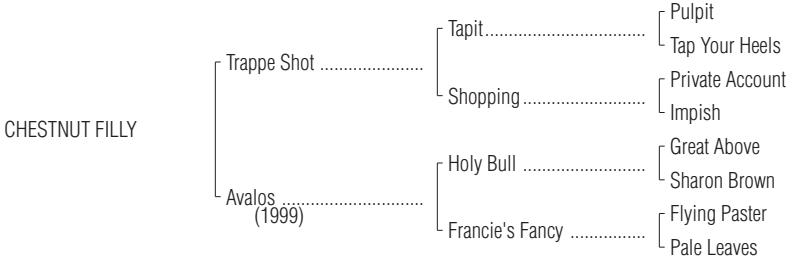 Pulpit
Tapit..................................
Tap Your Heels
Trappe Shot ......................
Private Account
Shopping..........................
Impish
CHESTNUT FILLY
Great Above
Holy Bull ..........................
Sharon Brown
Avalos ..............................
(1999)
Flying Paster
Francie's Fancy ................
Pale Leaves